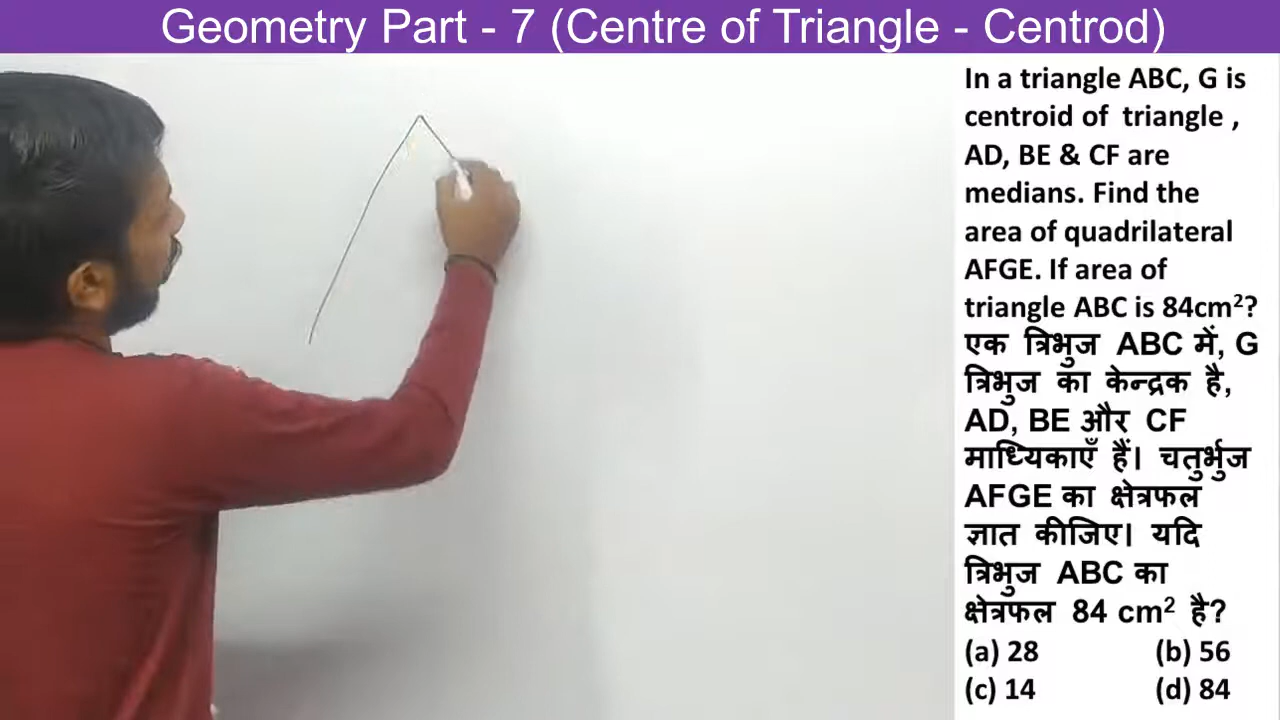 Geometry Part - 7 (Centre of Triangle - Centrod)
In a triangle ABC, G is
centroid of triangle ,
AD, BE & CF are
medians. Find the
area of quadrilateral
AFGE. If area of
triangle ABC is 84cm²?
एक त्रिभुज ABC में, G
त्रिभुज का केन्द्रक है,
AD, BE और CF
माध्यिकाएँ हैं। चतुर्भुज
AFGE का क्षेत्रफल
ज्ञात कीजिए। यदि
त्रिभुज ABC का
क्षेत्रफल 84 cm² है?
(a) 28 (b) 56
(c) 14 (d) 84